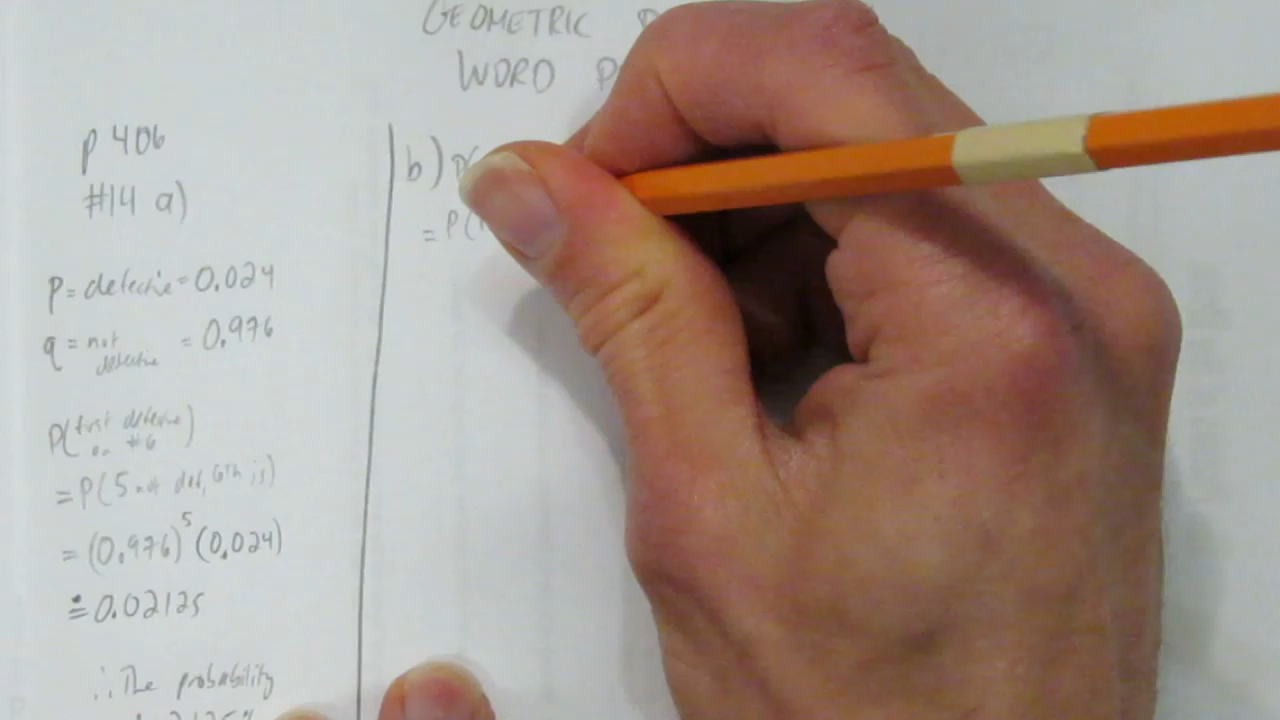 GEOMETRIC
WORD P
p 406
#14 a)
p = defective = 0.024
q = not defective = 0.976
P(first defective on #6)
= P(5 not def, 6th is)
= (0.976)^5 (0.024)
≐ 0.02125
∴ The probability
b)
= P(